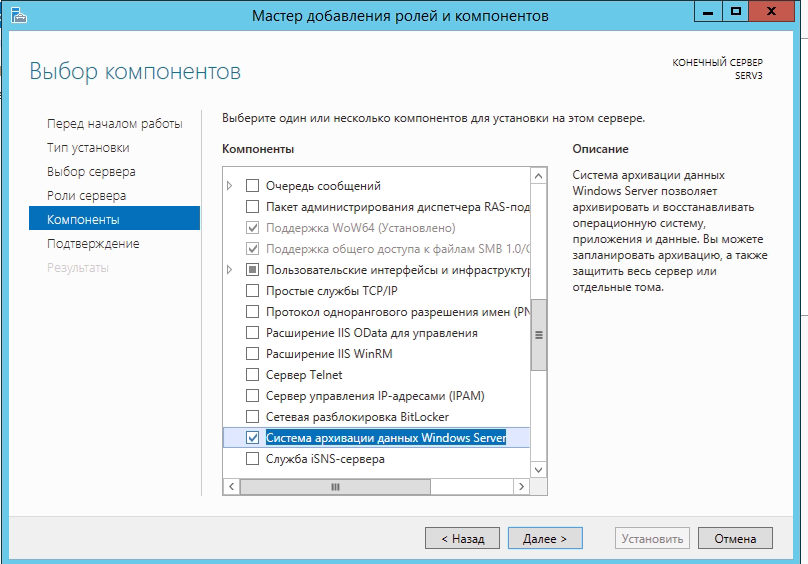 Мастер добавления ролей и компонентов
Выбор компонентов
КОНЕЧНЫЙ СЕРВЕР
SERV3
Перед началом работы
Тип установки
Выбор сервера
Роли сервера
Компоненты
Подтверждение
Результаты
Выберите один или несколько компонентов для установки на этом сервере.
Компоненты
Очередь сообщений
Пакет администрирования диспетчера RAS-под
Поддержка WoW64 (Установлено)
Поддержка общего доступа к файлам SMB 1.0/C
Пользовательские интерфейсы и инфраструктур
Простые службы TCP/IP
Протокол однорангового разрешения имен (PN
Расширение IIS OData для управления
Расширение IIS WinRM
Сервер Telnet
Сервер управления IP-адресами (IPAM)
Сетевая разблокировка BitLocker
Система архивации данных Windows Server
Служба iSNS-сервера
Описание
Система архивации данных
Windows Server позволяет
архивировать и восстанавливать
операционную систему,
приложения и данные. Вы можете
запланировать архивацию, а также
защитить весь сервер или
отдельные тома.
< Назад
Далее >
Установить
Отмена